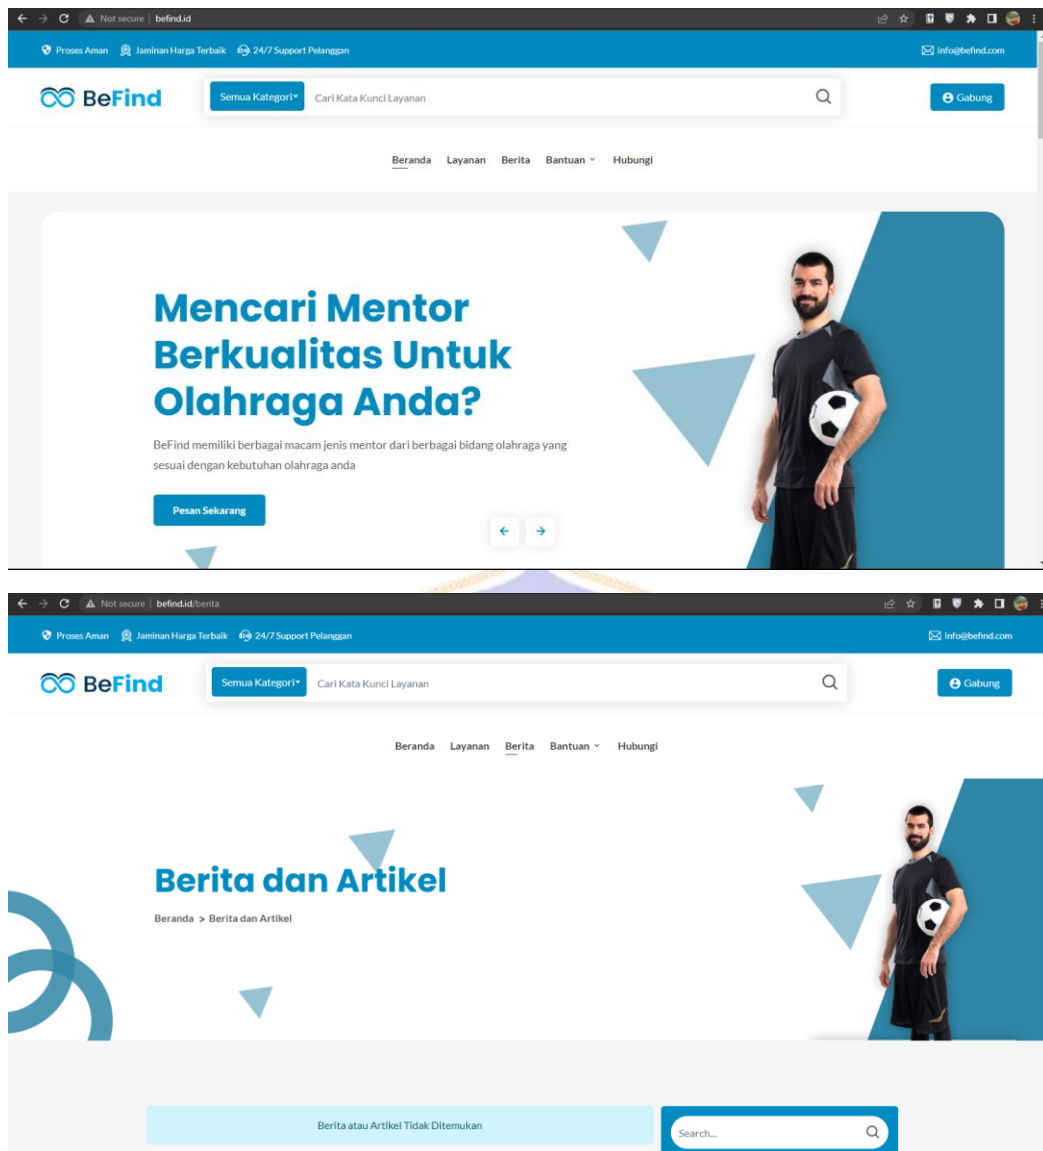 Not secure | befind.id
Proses Aman Jaminan Harga Terbaik 24/7 Support Pelanggan info@befind.com
BeFind Semua Kategori Cari Kata Kunci Layanan Gabung
Beranda Layanan Berita Bantuan Hubungi
Mencari Mentor
Berkualitas Untuk
Olahraga Anda?
BeFind memiliki berbagai macam jenis mentor dari berbagai bidang olahraga yang
sesuai dengan kebutuhan olahraga anda
Pesan Sekarang
Not secure | befind.id/berita
Proses Aman Jaminan Harga Terbaik 24/7 Support Pelanggan info@befind.com
BeFind Semua Kategori Cari Kata Kunci Layanan Gabung
Beranda Layanan Berita Bantuan Hubungi
Berita dan Artikel
Beranda > Berita dan Artikel
Berita atau Artikel Tidak Ditemukan
Search...